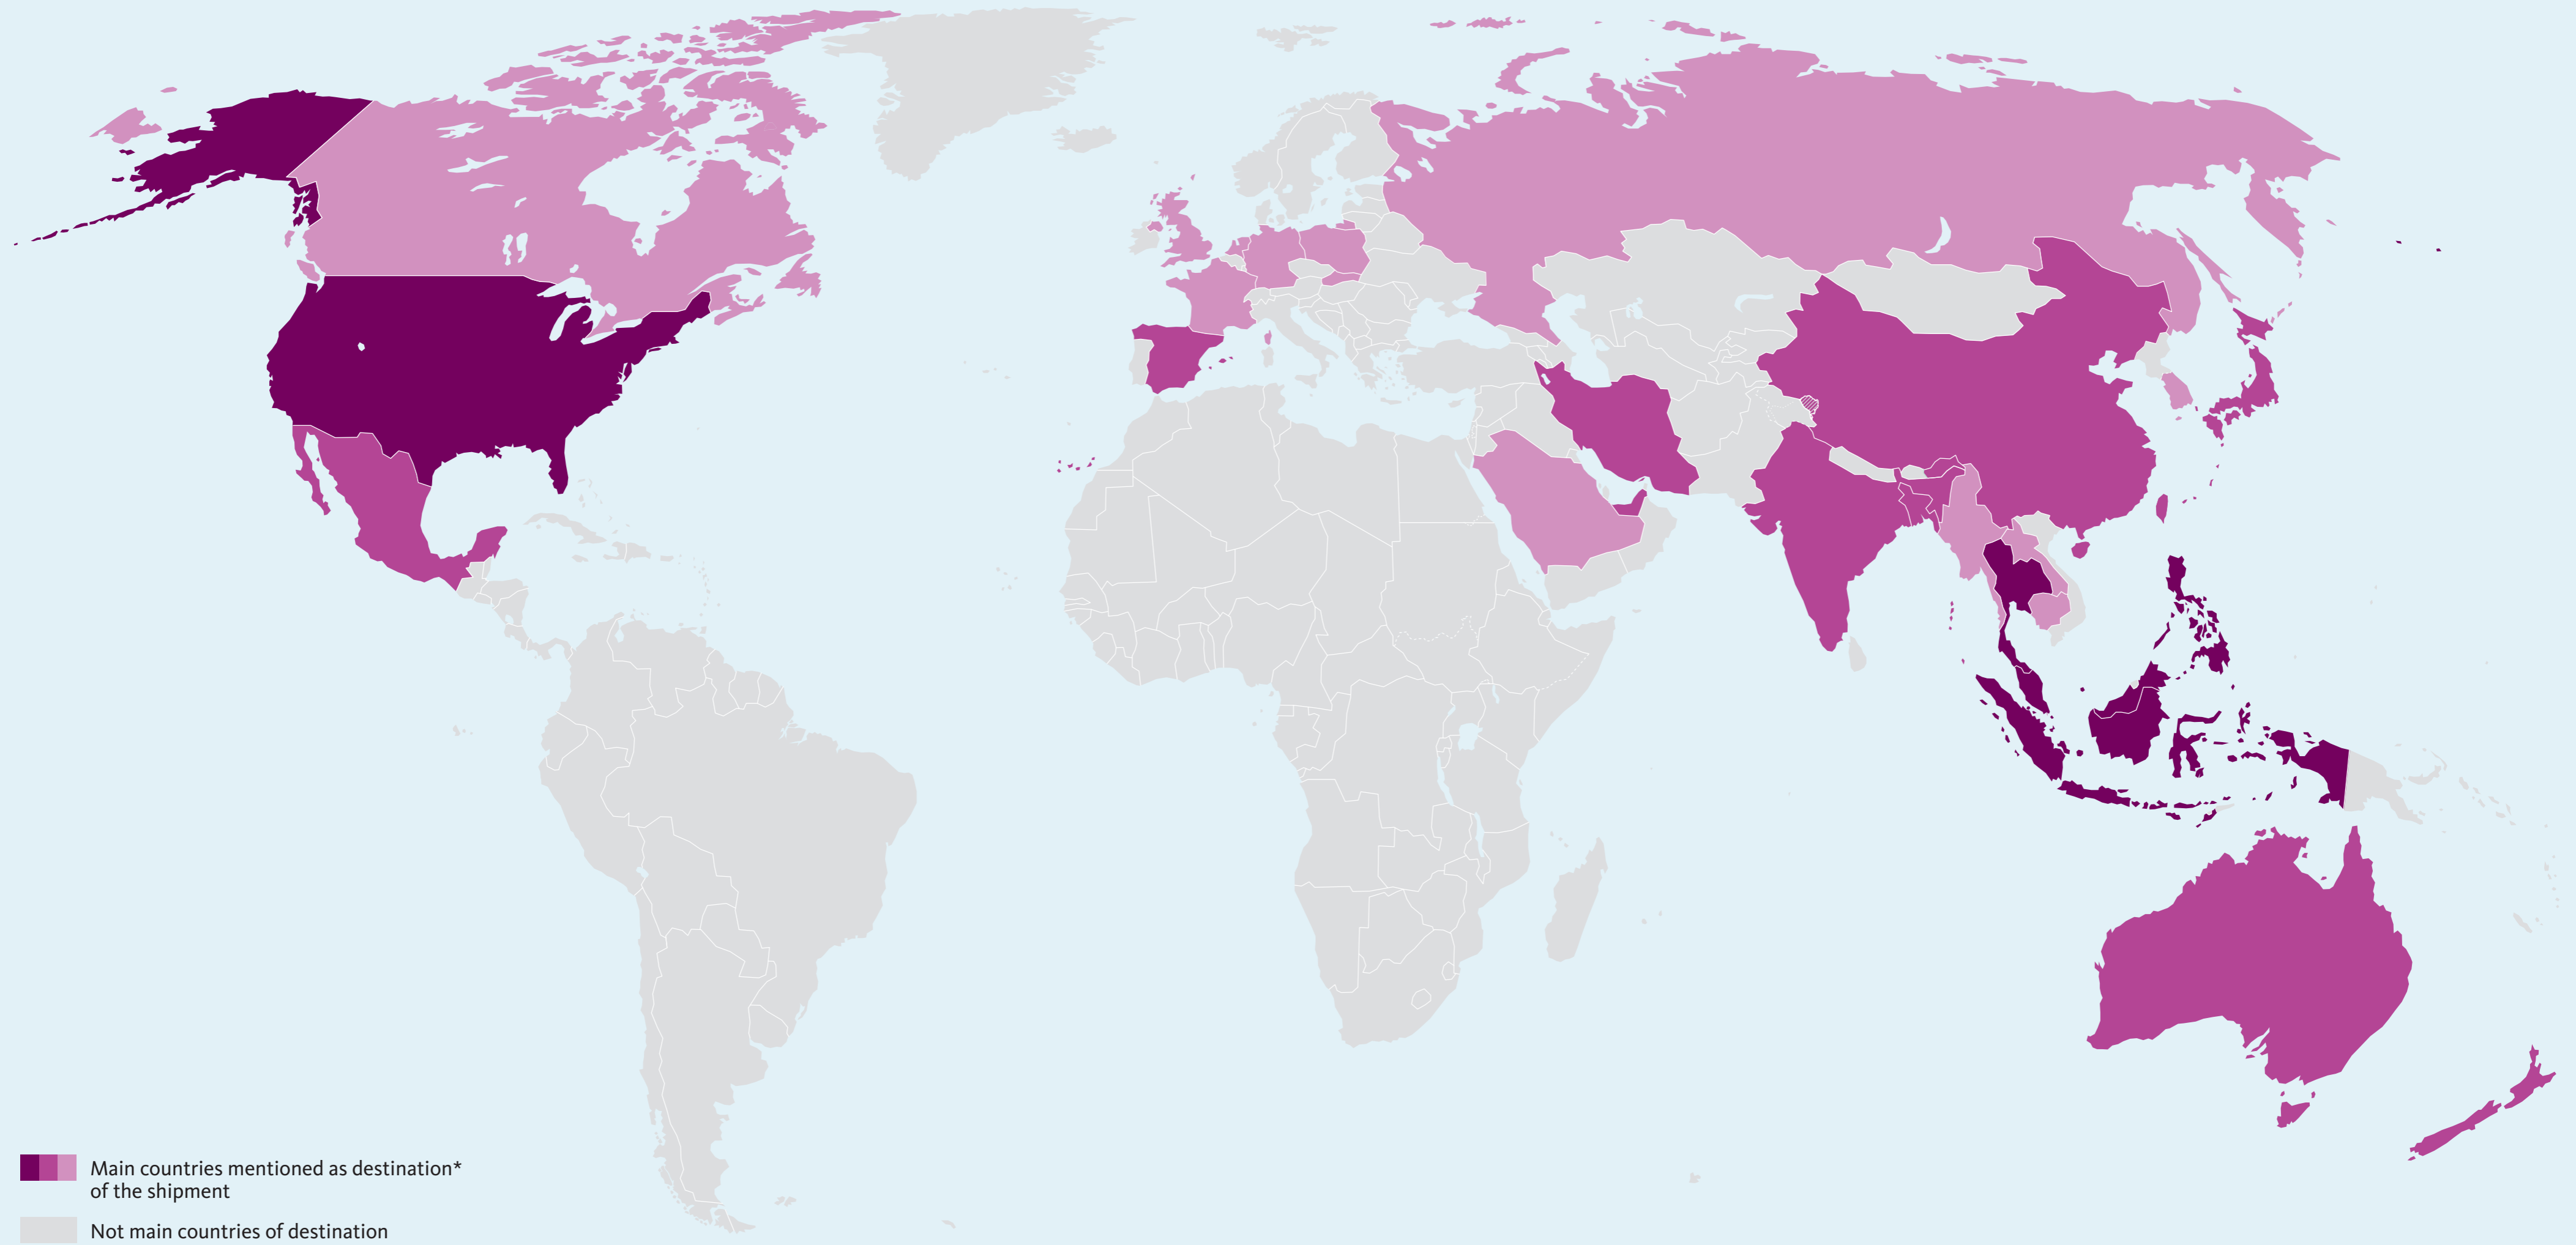 Main countries mentioned as destination*
of the shipment
Not main countries of destination